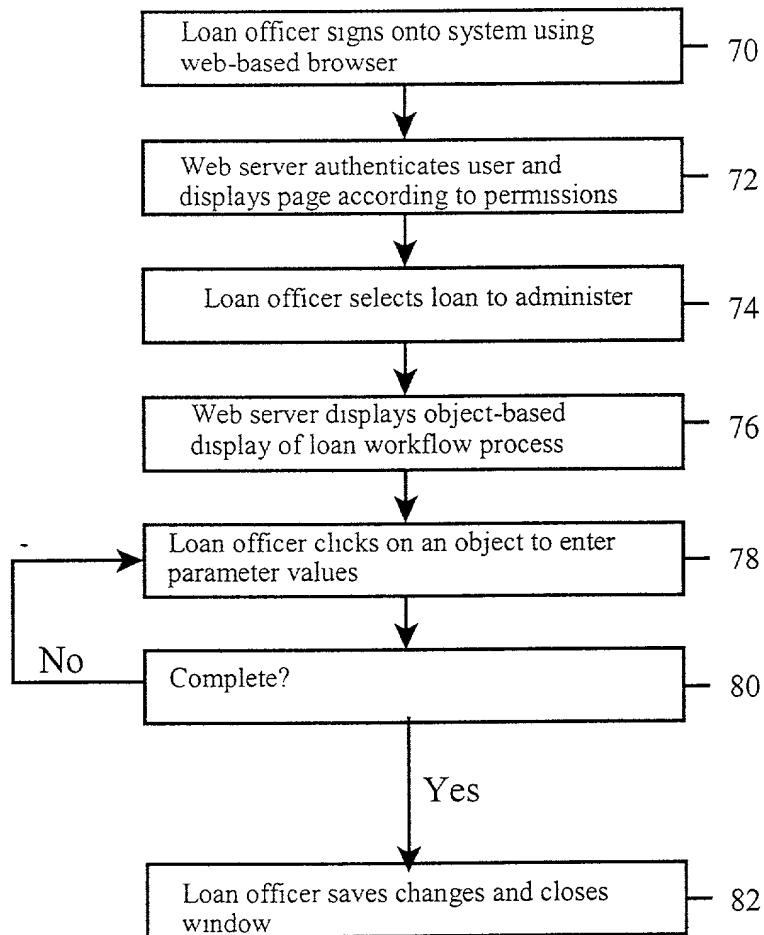 Loan officer signs onto system using
web-based browser
70
Web server authenticates user and
displays page according to permissions
72
Loan officer selects loan to administer
74
Web server displays object-based
display of loan workflow process
76
Loan officer clicks on an object to enter
parameter values
78
No
Complete?
80
Yes
Loan officer saves changes and closes
window
82